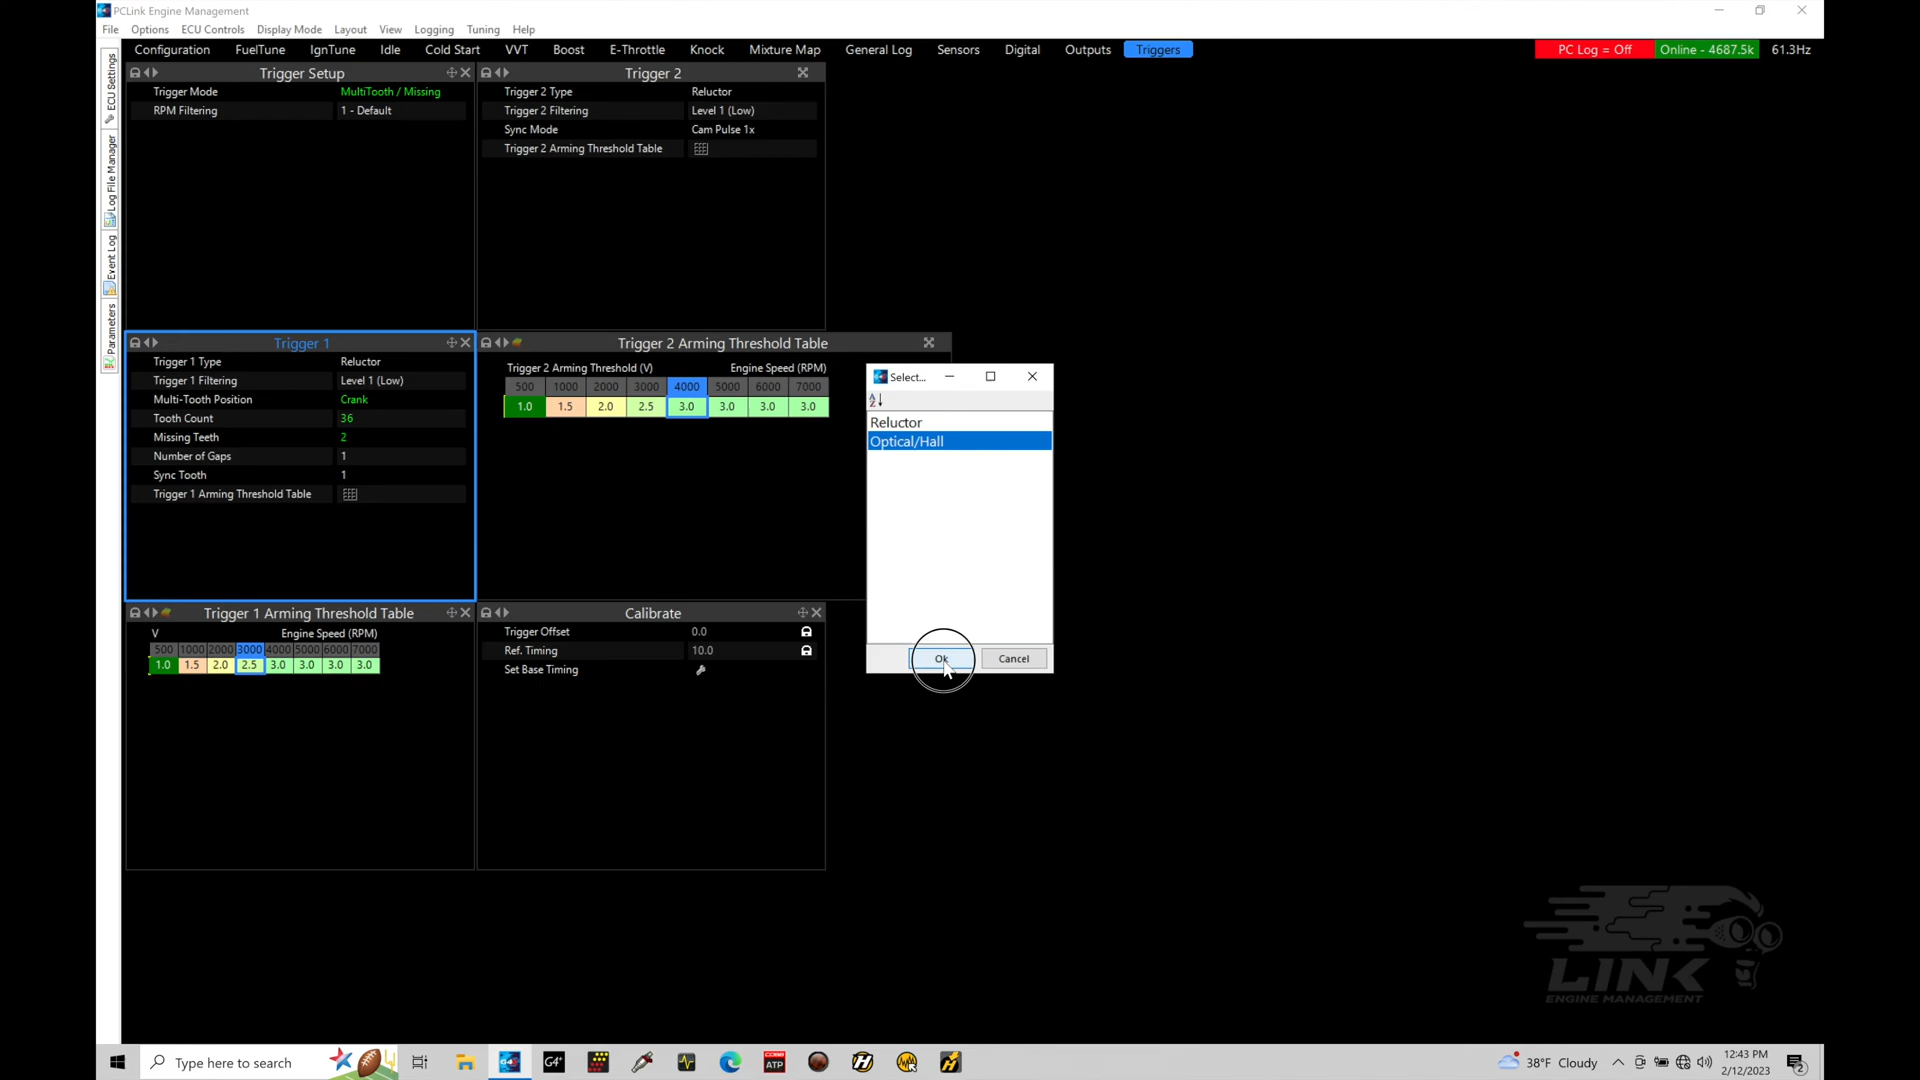 PCLink Engine Management
File Options ECU Controls Display Mode Layout View Logging Tuning Help
Configuration FuelTune IgnTune Idle Cold Start VVT Boost E-Throttle Knock Mixture Map General Log Sensors Digital Outputs Triggers PC Log = Off Online - 4687.5k 61.3Hz
ECU Settings
Log File Manager
Event Log
Parameters
Trigger Setup
Trigger Mode MultiTooth / Missing
RPM Filtering 1 - Default
Trigger 2
Trigger 2 Type Reluctor
Trigger 2 Filtering Level 1 (Low)
Sync Mode Cam Pulse 1x
Trigger 2 Arming Threshold Table
Trigger 1
Trigger 1 Type Reluctor
Trigger 1 Filtering Level 1 (Low)
Multi-Tooth Position Crank
Tooth Count 36
Missing Teeth 2
Number of Gaps 1
Sync Tooth 1
Trigger 1 Arming Threshold Table
Trigger 2 Arming Threshold Table
Trigger 2 Arming Threshold (V) Engine Speed (RPM)
500 1000 2000 3000 4000 5000 6000 7000
1.0 1.5 2.0 2.5 3.0 3.0 3.0 3.0
Select...
Reluctor
Optical/Hall
Ok Cancel
Trigger 1 Arming Threshold Table
V Engine Speed (RPM)
500 1000 2000 3000 4000 5000 6000 7000
1.0 1.5 2.0 2.5 3.0 3.0 3.0 3.0
Calibrate
Trigger Offset 0.0
Ref. Timing 10.0
Set Base Timing
LINK
ENGINE MANAGEMENT
Type here to search
G4+
ATP
38°F Cloudy
12:43 PM
2/12/2023
2